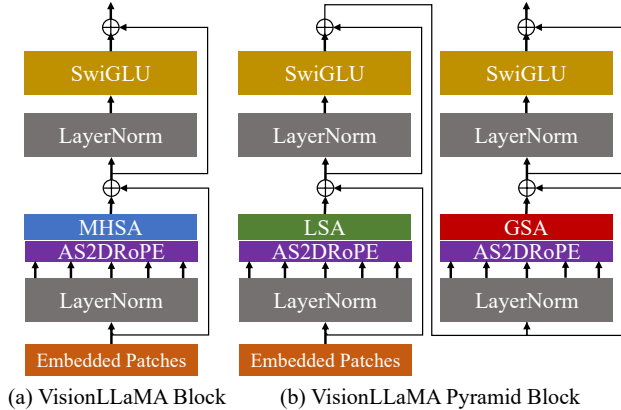 SwiGLU
LayerNorm
MHSA
AS2DRoPE
LayerNorm
Embedded Patches
(a) VisionLLaMA Block
SwiGLU
LayerNorm
LSA
AS2DRoPE
LayerNorm
Embedded Patches
SwiGLU
LayerNorm
GSA
AS2DRoPE
LayerNorm
(b) VisionLLaMA Pyramid Block